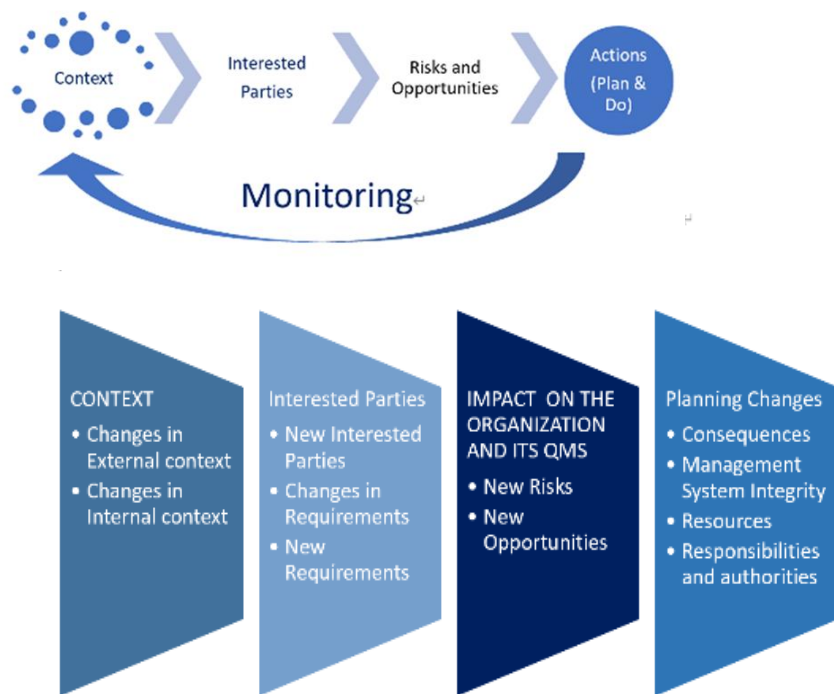 Context
Interested
Parties
Risks and
Opportunities
Actions
(Plan &
Do)
Monitoring↵
↵
CONTEXT
• Changes in
External context
• Changes in
Internal context
Interested Parties
• New Interested
Parties
• Changes in
Requirements
• New
Requirements
IMPACT ON THE
ORGANIZATION
AND ITS QMS
• New Risks
• New
Opportunities
Planning Changes
• Consequences
• Management
System Integrity
• Resources
• Responsibilities
and authorities